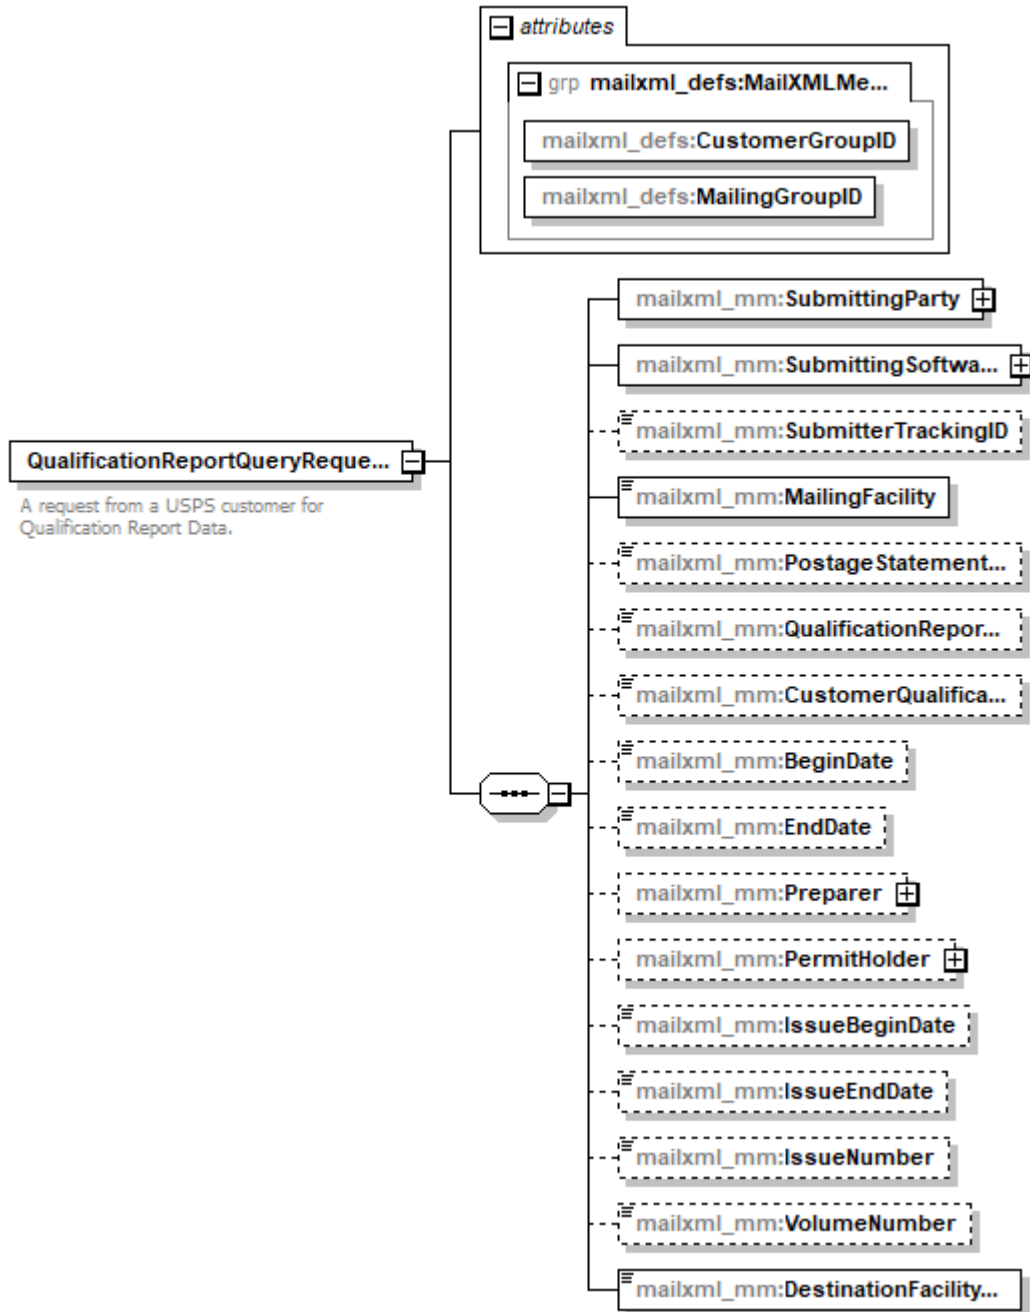 attributes
grp mailxml_defs:MailXMLMe...
mailxml_defs:CustomerGroupID
mailxml_defs:MailingGroupID
mailxml_mm:SubmittingParty
mailxml_mm:SubmittingSoftwa...
mailxml_mm:SubmitterTrackingID
QualificationReportQueryReque...
A request from a USPS customer for
Qualification Report Data.
mailxml_mm:MailingFacility
mailxml_mm:PostageStatement...
mailxml_mm:QualificationRepor...
mailxml_mm:CustomerQualifica...
mailxml_mm:BeginDate
mailxml_mm:EndDate
mailxml_mm:Preparer
mailxml_mm:PermitHolder
mailxml_mm:IssueBeginDate
mailxml_mm:IssueEndDate
mailxml_mm:IssueNumber
mailxml_mm:VolumeNumber
mailxml_mm:DestinationFacility...